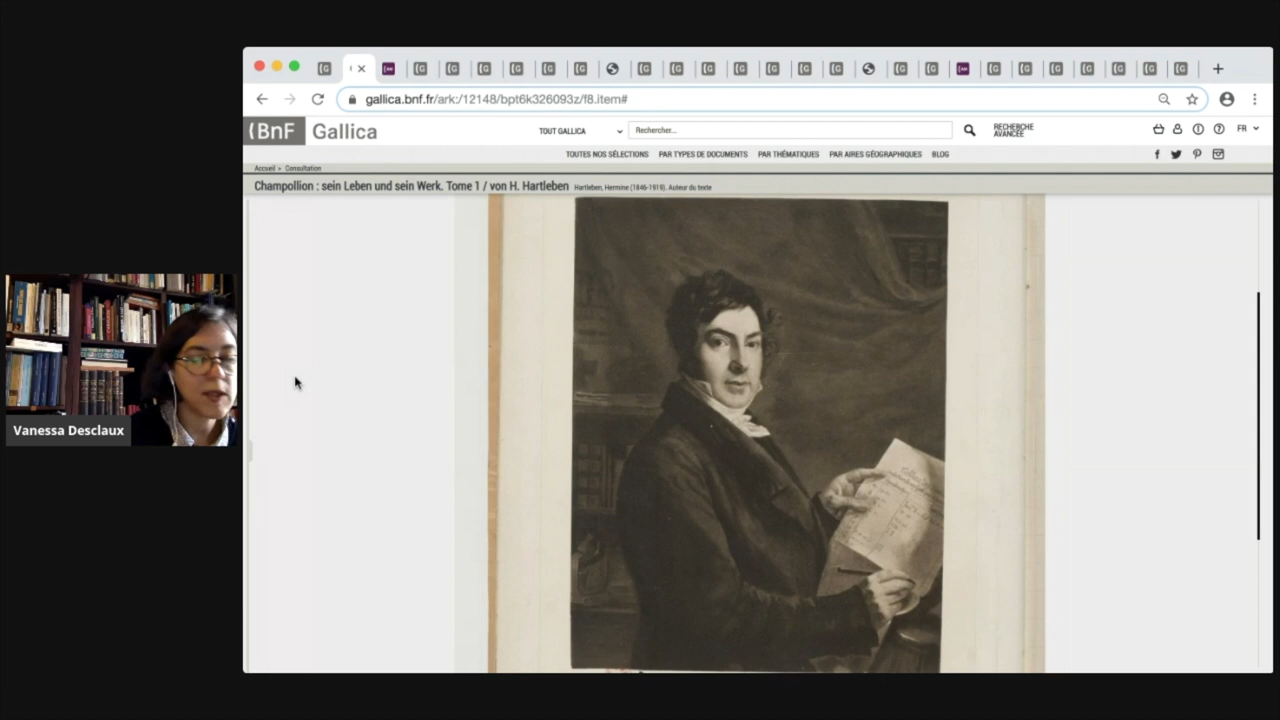 gallica.bnf.fr/ark:/12148/bpt6k326093z/f8.item#
{BnF Gallica
TOUT GALLICA
Rechercher...
RECHERCHE AVANCÉE
FR
TOUTES NOS SÉLECTIONS PAR TYPES DE DOCUMENTS PAR THÉMATIQUES PAR AIRES GÉOGRAPHIQUES BLOG
Accueil > Consultation
Champollion : sein Leben und sein Werk. Tome 1 / von H. Hartleben Hartleben, Hermine (1846-1919). Auteur du texte
Vanessa Desclaux